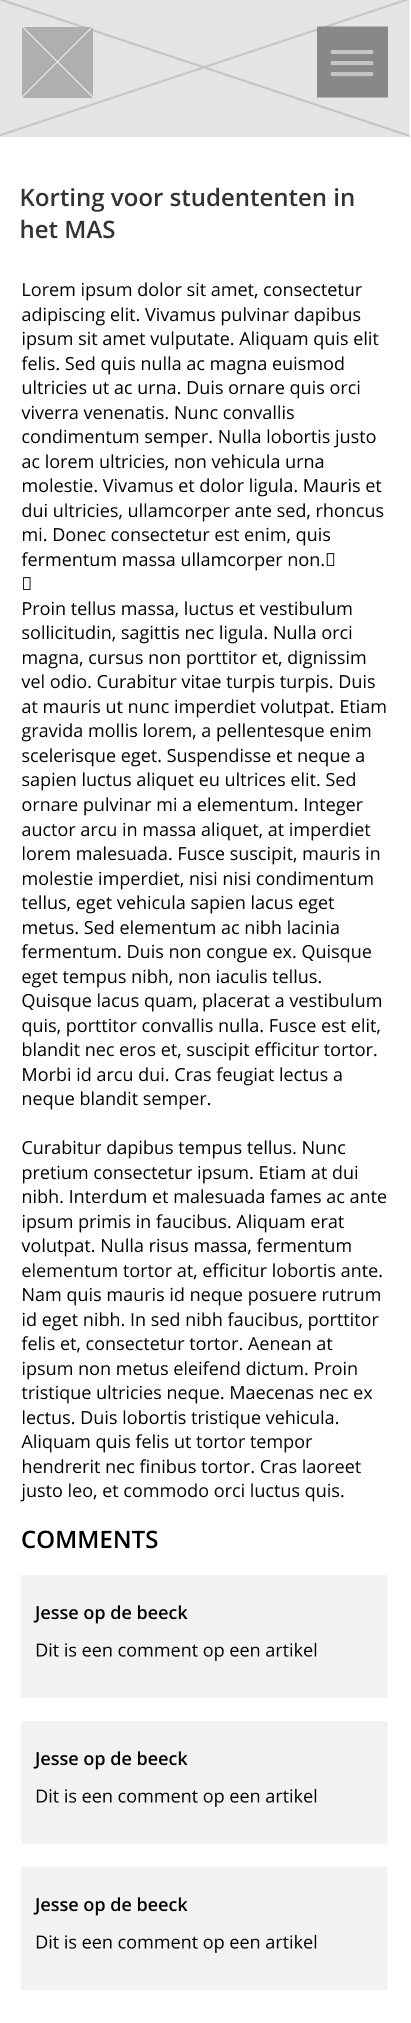 Korting voor studententen in
het MAS
Lorem ipsum dolor sit amet, consectetur
adipiscing elit. Vivamus pulvinar dapibus
ipsum sit amet vulputate. Aliquam quis elit
felis. Sed quis nulla ac magna euismod
ultricies ut ac urna. Duis ornare quis orci
viverra venenatis. Nunc convallis
condimentum semper. Nulla lobortis justo
ac lorem ultricies, non vehicula urna
molestie. Vivamus et dolor ligula. Mauris et
dui ultricies, ullamcorper ante sed, rhoncus
mi. Donec consectetur est enim, quis
fermentum massa ullamcorper non.
Proin tellus massa, luctus et vestibulum
sollicitudin, sagittis nec ligula. Nulla orci
magna, cursus non porttitor et, dignissim
vel odio. Curabitur vitae turpis turpis. Duis
at mauris ut nunc imperdiet volutpat. Etiam
gravida mollis lorem, a pellentesque enim
scelerisque eget. Suspendisse et neque a
sapien luctus aliquet eu ultrices elit. Sed
ornare pulvinar mi a elementum. Integer
auctor arcu in massa aliquet, at imperdiet
lorem malesuada. Fusce suscipit, mauris in
molestie imperdiet, nisi nisi condimentum
tellus, eget vehicula sapien lacus eget
metus. Sed elementum ac nibh lacinia
fermentum. Duis non congue ex. Quisque
eget tempus nibh, non iaculis tellus.
Quisque lacus quam, placerat a vestibulum
quis, porttitor convallis nulla. Fusce est elit,
blandit nec eros et, suscipit efficitur tortor.
Morbi id arcu dui. Cras feugiat lectus a
neque blandit semper.
Curabitur dapibus tempus tellus. Nunc
pretium consectetur ipsum. Etiam at dui
nibh. Interdum et malesuada fames ac ante
ipsum primis in faucibus. Aliquam erat
volutpat. Nulla risus massa, fermentum
elementum tortor at, efficitur lobortis ante.
Nam quis mauris id neque posuere rutrum
id eget nibh. In sed nibh faucibus, porttitor
felis et, consectetur tortor. Aenean at
ipsum non metus eleifend dictum. Proin
tristique ultricies neque. Maecenas nec ex
lectus. Duis lobortis tristique vehicula.
Aliquam quis felis ut tortor tempor
hendrerit nec finibus tortor. Cras laoreet
justo leo, et commodo orci luctus quis.
COMMENTS
Jesse op de beeck
Dit is een comment op een artikel
Jesse op de beeck
Dit is een comment op een artikel
Jesse op de beeck
Dit is een comment op een artikel